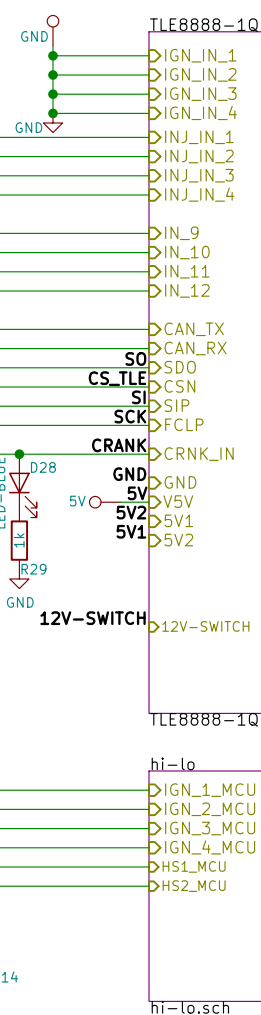 TLE8888-1Q
GND
IGN_IN_1
IGN_IN_2
IGN_IN_3
IGN_IN_4
GND
INJ_IN_1
INJ_IN_2
INJ_IN_3
INJ_IN_4
IN_9
IN_10
IN_11
IN_12
CAN_TX
CAN_RX
SO
SDO
CS_TLE
CSN
SI
SIP
SCK
FCLP
CRANK
CRNK_IN
LED-BLUE
D28
GND
GND
5V
5V
V5V
5V2
5V1
5V1
5V2
1k
R29
GND
12V-SWITCH
12V-SWITCH
TLE8888-1Q
hi-lo
IGN_1_MCU
IGN_2_MCU
IGN_3_MCU
IGN_4_MCU
HS1_MCU
HS2_MCU
14
hi-lo.sch